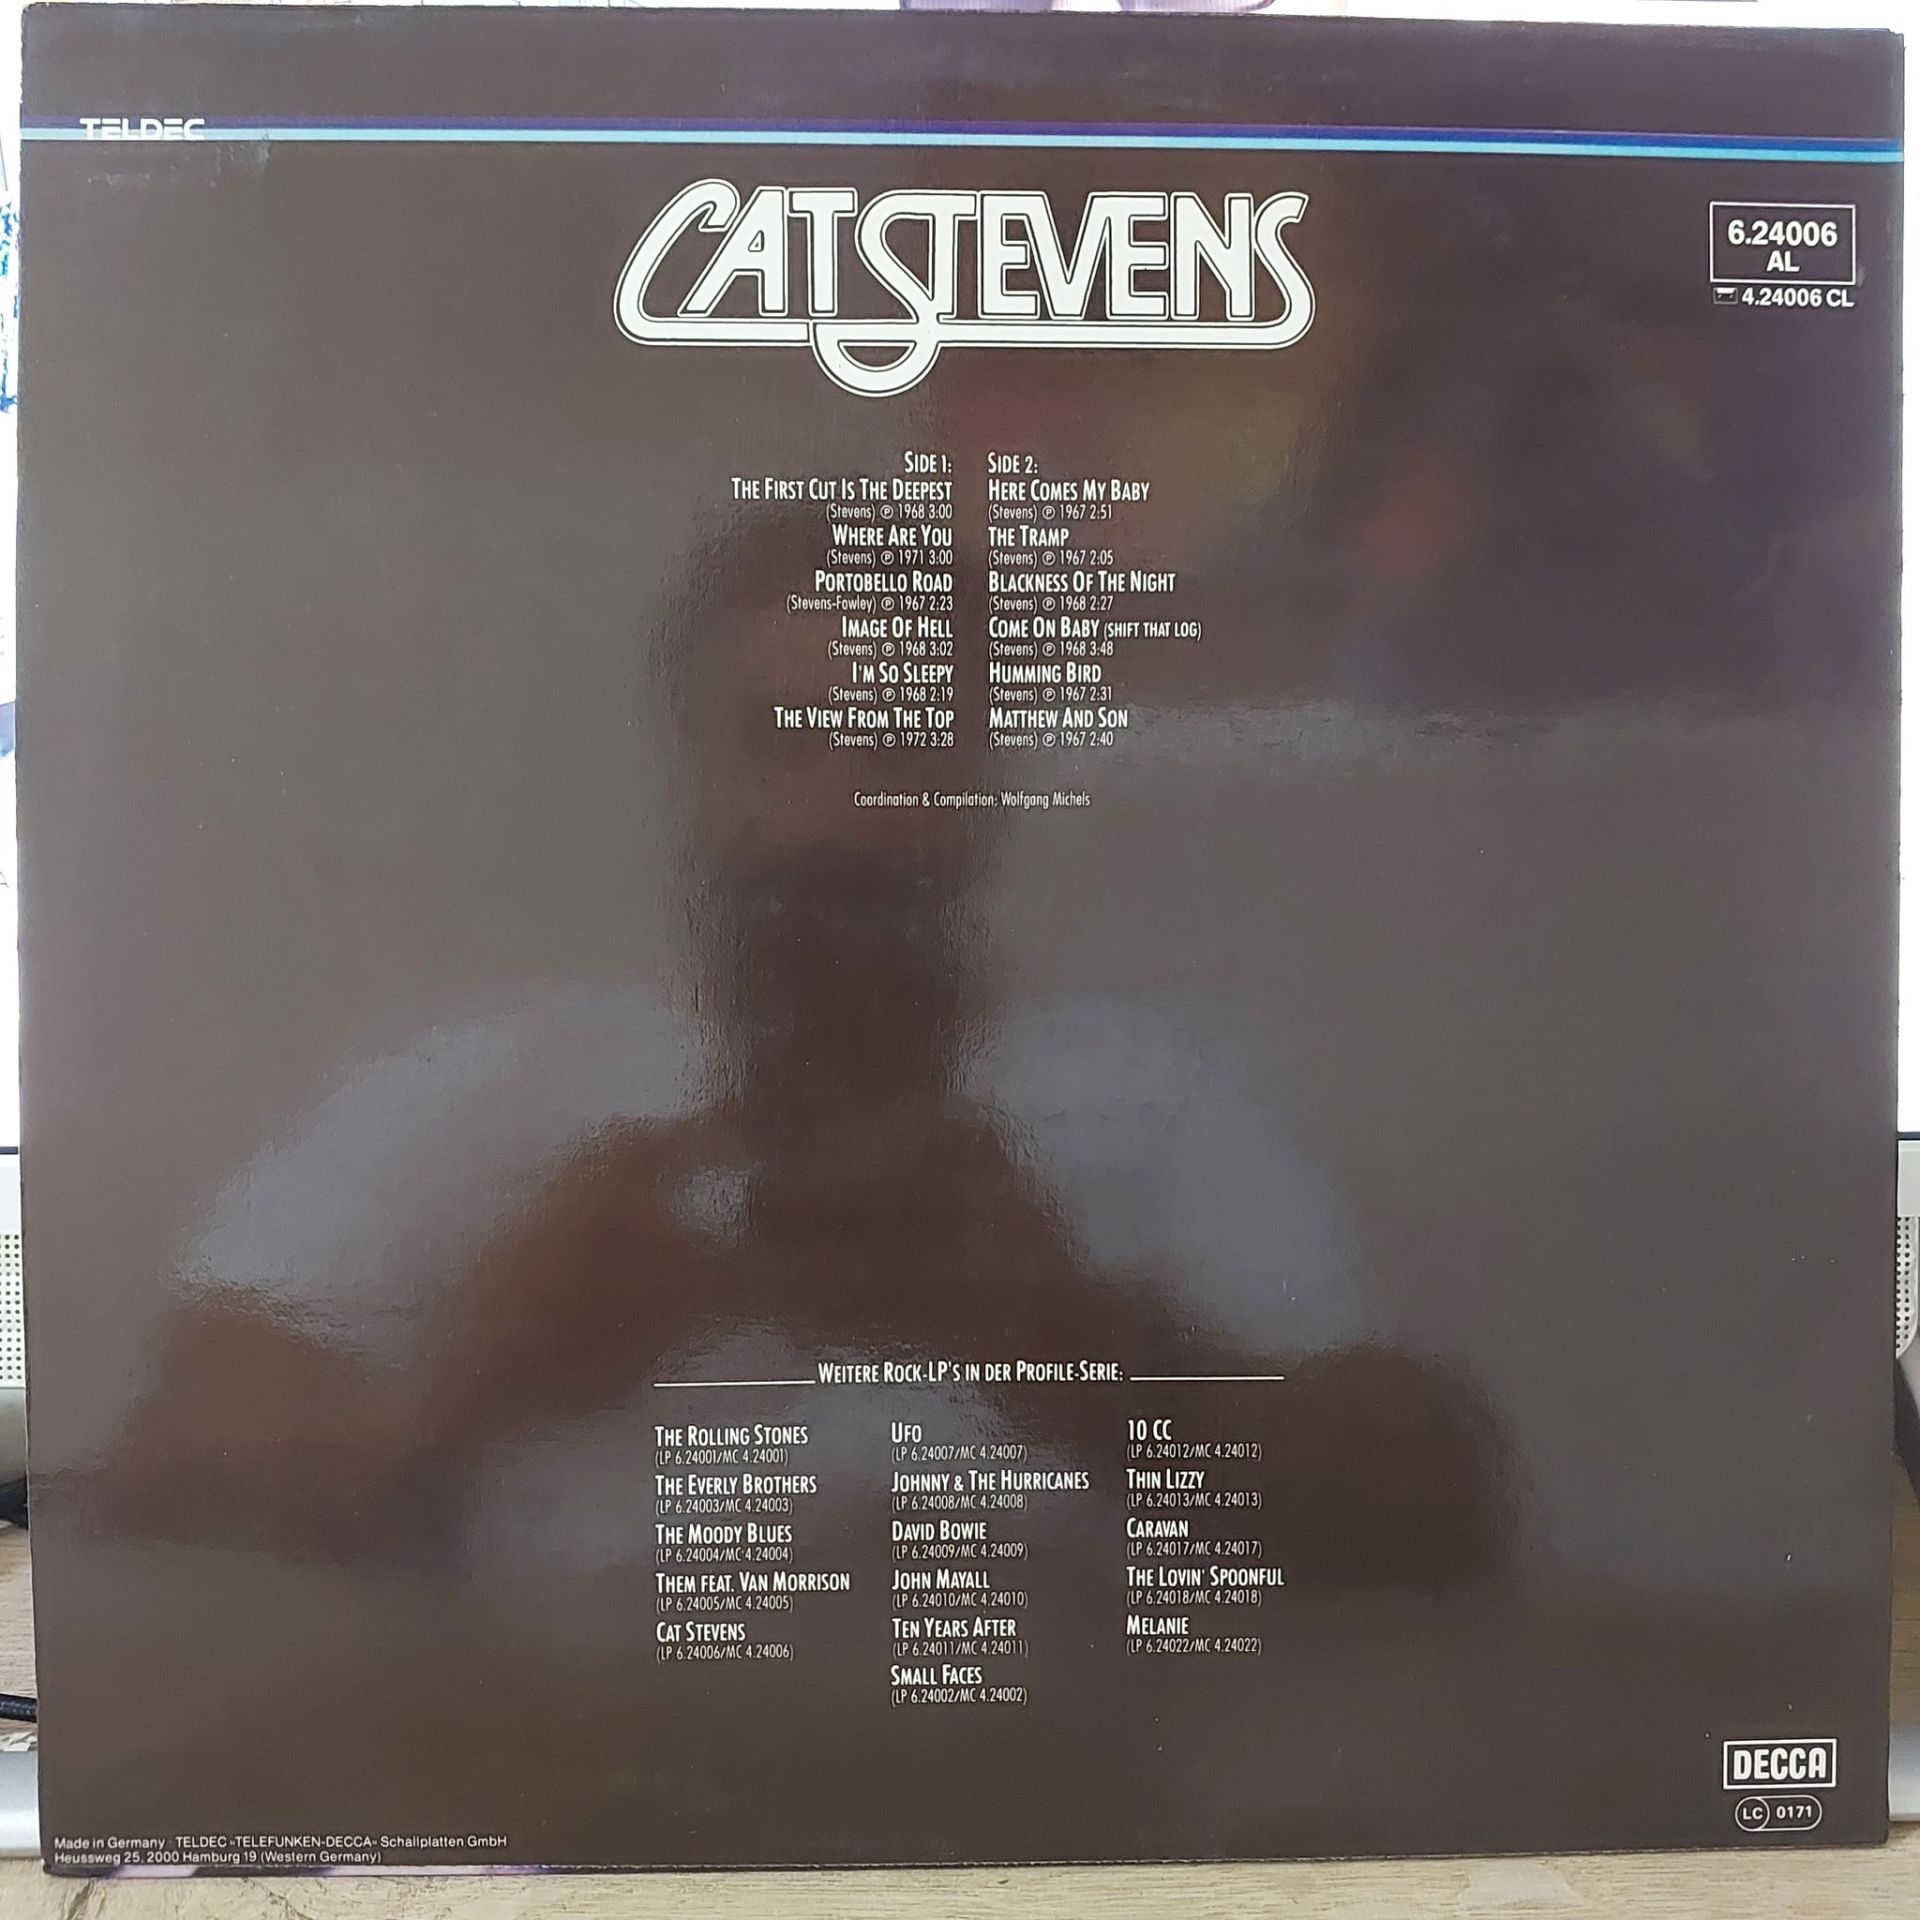 TELDEC
CAT STEVENS
6.24006
AL
4.24006 CL
SIDE 1:
THE FIRST CUT IS THE DEEPEST
(Stevens) ℗ 1968 3:00
WHERE ARE YOU
(Stevens) ℗ 1971 3:00
PORTOBELLO ROAD
(Stevens-Fowley) ℗ 1967 2:23
IMAGE OF HELL
(Stevens) ℗ 1968 3:02
I'M SO SLEEPY
(Stevens) ℗ 1968 2:19
THE VIEW FROM THE TOP
(Stevens) ℗ 1972 3:28
SIDE 2:
HERE COMES MY BABY
(Stevens) ℗ 1967 2:51
THE TRAMP
(Stevens) ℗ 1967 2:05
BLACKNESS OF THE NIGHT
(Stevens) ℗ 1968 2:27
COME ON BABY (SHIFT THAT LOG)
(Stevens) ℗ 1968 3:48
HUMMING BIRD
(Stevens) ℗ 1967 2:31
MATTHEW AND SON
(Stevens) ℗ 1967 2:40
Coordination & Compilation: Wolfgang Michels
WEITERE ROCK-LP'S IN DER PROFILE-SERIE:
THE ROLLING STONES
(LP 6.24001/MC 4.24001)
THE EVERLY BROTHERS
(LP 6.24003/MC 4.24003)
THE MOODY BLUES
(LP 6.24004/MC 4.24004)
THEM FEAT. VAN MORRISON
(LP 6.24005/MC 4.24005)
CAT STEVENS
(LP 6.24006/MC 4.24006)
UFO
(LP 6.24007/MC 4.24007)
JOHNNY & THE HURRICANES
(LP 6.24008/MC 4.24008)
DAVID BOWIE
(LP 6.24009/MC 4.24009)
JOHN MAYALL
(LP 6.24010/MC 4.24010)
TEN YEARS AFTER
(LP 6.24011/MC 4.24011)
SMALL FACES
(LP 6.24002/MC 4.24002)
10 CC
(LP 6.24012/MC 4.24012)
THIN LIZZY
(LP 6.24013/MC 4.24013)
CARAVAN
(LP 6.24017/MC 4.24017)
THE LOVIN' SPOONFUL
(LP 6.24018/MC 4.24018)
MELANIE
(LP 6.24022/MC 4.24022)
DECCA
LC 0171
Made in Germany · TELDEC »TELEFUNKEN-DECCA« Schallplatten GmbH
Heussweg 25, 2000 Hamburg 19 (Western Germany)